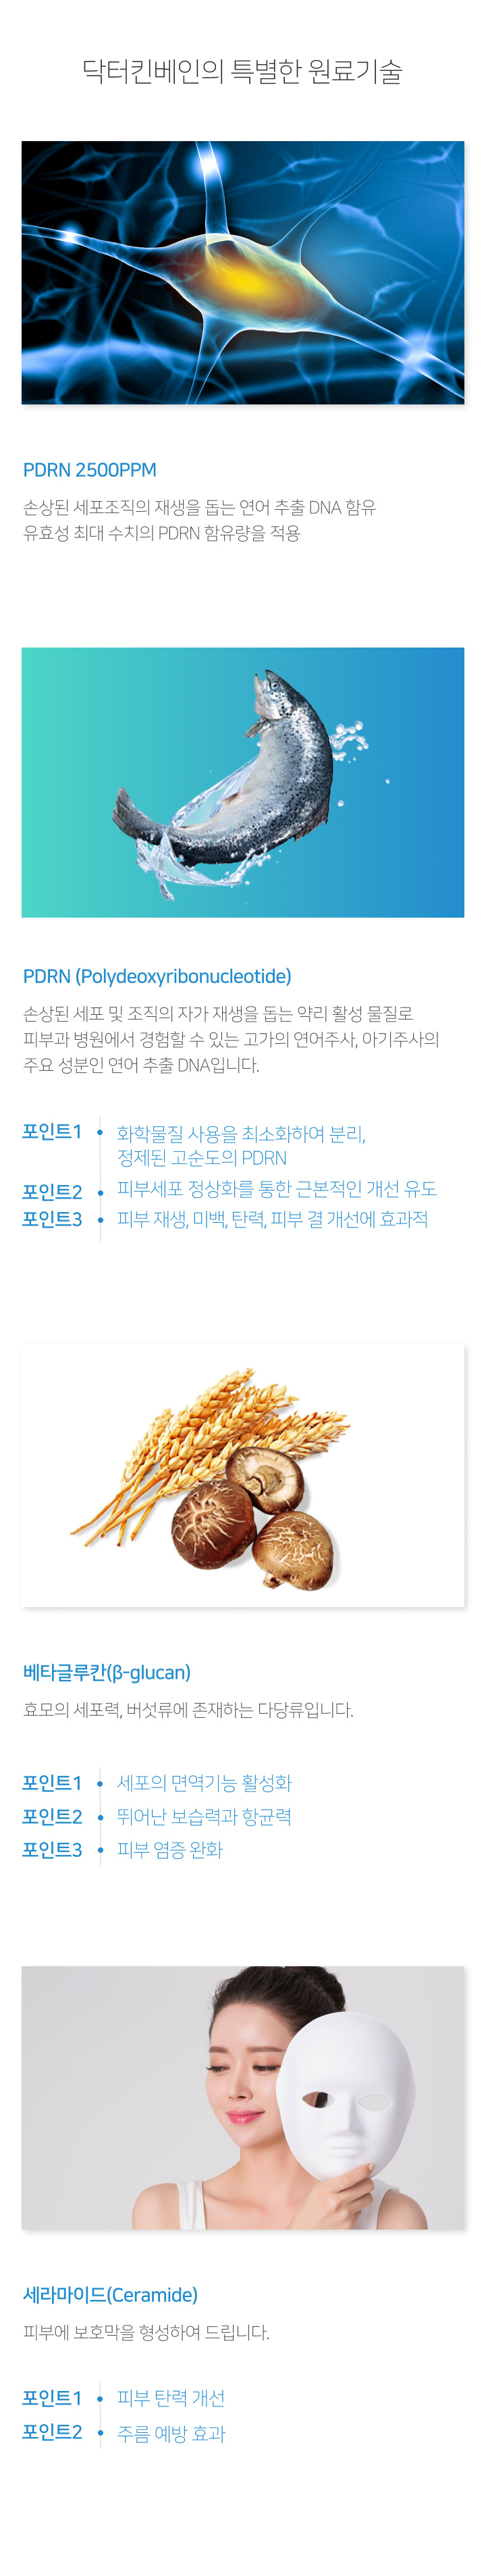 닥터킨베인의 특별한 원료기술
PDRN 2500PPM
손상된 세포조직의 재생을 돕는 연어 추출 DNA 함유
유효성 최대 수치의 PDRN 함유량을 적용
PDRN (Polydeoxyribonucleotide)
손상된 세포 및 조직의 자가 재생을 돕는 약리 활성 물질로
피부과 병원에서 경험할 수 있는 고가의 연어주사, 아기주사의
주요 성분인 연어 추출 DNA입니다.
포인트1 • 화학물질 사용을 최소화하여 분리,
정제된 고순도의 PDRN
포인트2 • 피부세포 정상화를 통한 근본적인 개선 유도
포인트3 • 피부 재생, 미백, 탄력, 피부 결 개선에 효과적
베타글루칸(β-glucan)
효모의 세포력, 버섯류에 존재하는 다당류입니다.
포인트1 • 세포의 면역기능 활성화
포인트2 • 뛰어난 보습력과 항균력
포인트3 • 피부 염증 완화
세라마이드(Ceramide)
피부에 보호막을 형성하여 드립니다.
포인트1 • 피부 탄력 개선
포인트2 • 주름 예방 효과